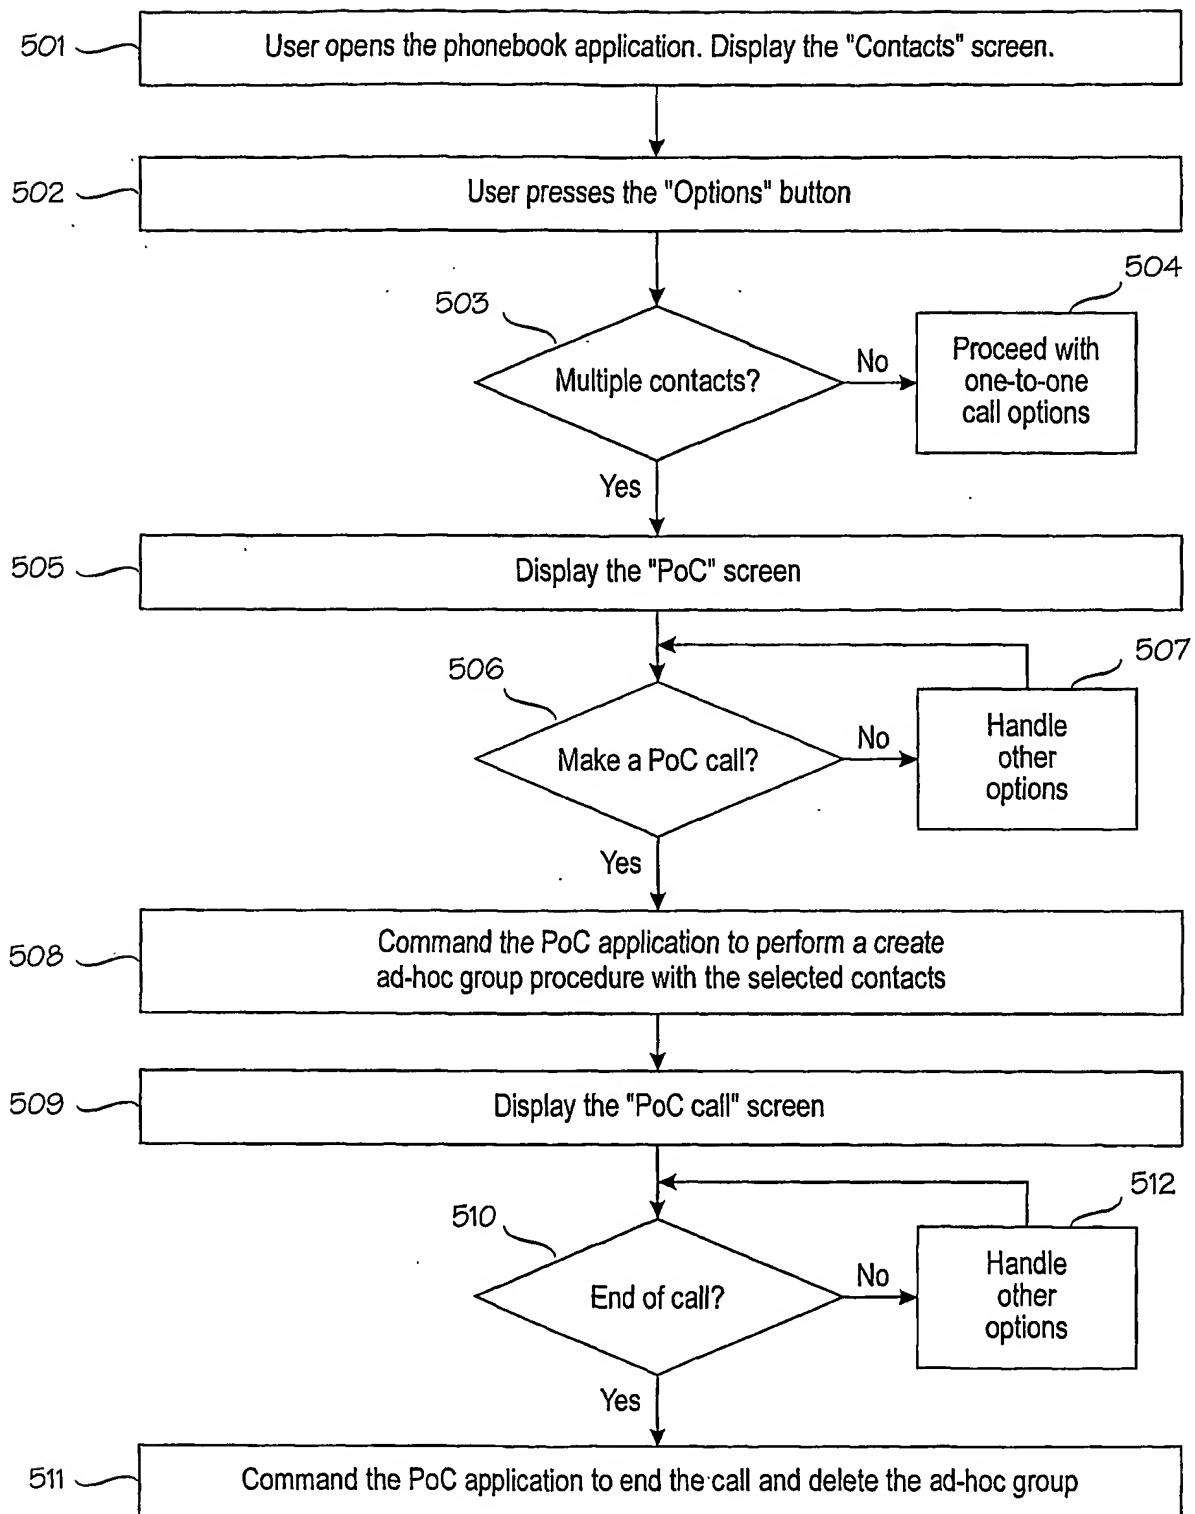 501
User opens the phonebook application. Display the "Contacts" screen.
502
User presses the "Options" button
503
Multiple contacts?
No
504
Proceed with
one-to-one
call options
Yes
505
Display the "PoC" screen
506
Make a PoC call?
No
507
Handle
other
options
Yes
508
Command the PoC application to perform a create
ad-hoc group procedure with the selected contacts
509
Display the "PoC call" screen
510
End of call?
No
512
Handle
other
options
Yes
511
Command the PoC application to end the call and delete the ad-hoc group